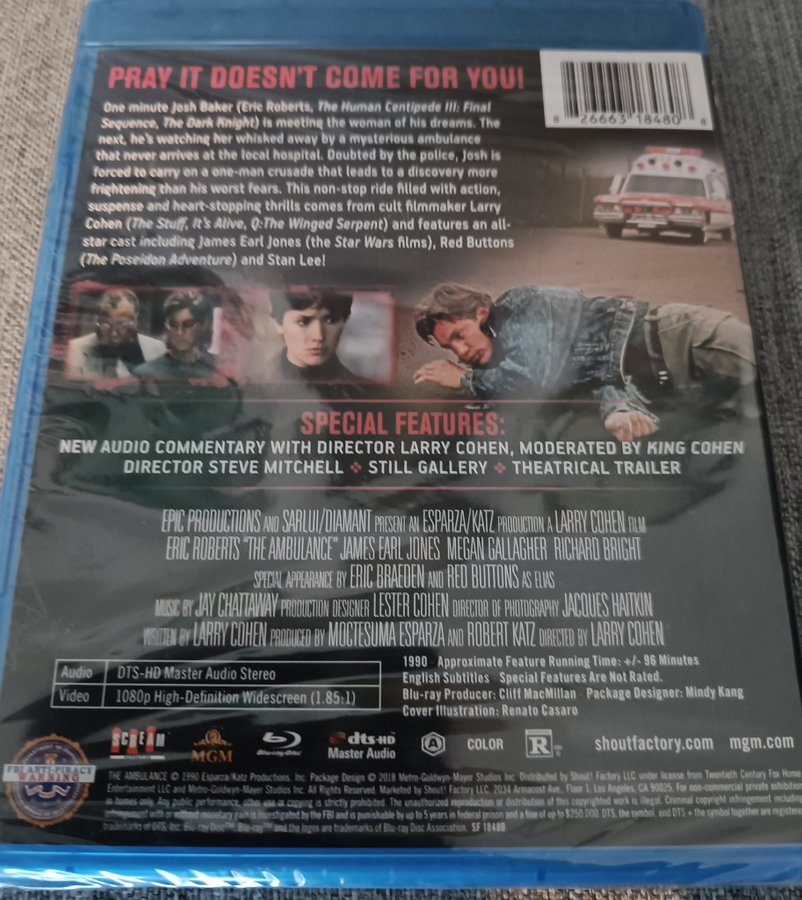 PRAY IT DOESN'T COME FOR YOU!
One minute Josh Baker (Eric Roberts, The Human Centipede III: Final
Sequence, The Dark Knight) is meeting the woman of his dreams. The
next, he's watching her whisked away by a mysterious ambulance
that never arrives at the local hospital. Doubted by the police, Josh is
forced to carry on a one-man crusade that leads to a discovery more
frightening than his worst fears. This non-stop ride filled with action,
suspense and heart-stopping thrills comes from cult filmmaker Larry
Cohen (The Stuff, It's Alive, Q:The Winged Serpent) and features an all-
star cast including James Earl Jones (the Star Wars films), Red Buttons
(The Poseidon Adventure) and Stan Lee!
8 26663 18480 8
SPECIAL FEATURES:
NEW AUDIO COMMENTARY WITH DIRECTOR LARRY COHEN, MODERATED BY KING COHEN
DIRECTOR STEVE MITCHELL ❖ STILL GALLERY ❖ THEATRICAL TRAILER
EPIC PRODUCTIONS AND SARLUI/DIAMANT PRESENT AN ESPARZA/KATZ PRODUCTION A LARRY COHEN FILM
ERIC ROBERTS "THE AMBULANCE" JAMES EARL JONES MEGAN GALLAGHER RICHARD BRIGHT
SPECIAL APPEARANCE BY ERIC BRAEDEN AND RED BUTTONS AS ELIAS
MUSIC BY JAY CHATTAWAY PRODUCTION DESIGNER LESTER COHEN DIRECTOR OF PHOTOGRAPHY JACQUES HAITKIN
WRITTEN BY LARRY COHEN PRODUCED BY MOCTESUMA ESPARZA AND ROBERT KATZ DIRECTED BY LARRY COHEN
Audio DTS-HD Master Audio Stereo
Video 1080p High-Definition Widescreen (1.85:1)
1990 Approximate Feature Running Time: +/- 96 Minutes
English Subtitles Special Features Are Not Rated.
Blu-ray Producer: Cliff MacMillan Package Designer: Mindy Kang
Cover Illustration: Renato Casaro
SCREAM FACTORY MGM Blu-ray Disc dts-HD Master Audio A COLOR R shoutfactory.com mgm.com
FBI ANTI-PIRACY
WARNING
THE AMBULANCE © 1990 Esparza/Katz Productions, Inc. Package Design © 2018 Metro-Goldwyn-Mayer Studios Inc. Distributed by Shout! Factory LLC under license from Twentieth Century Fox Home
Entertainment LLC and Metro-Goldwyn-Mayer Studios Inc. All Rights Reserved. Marketed by Shout! Factory LLC, 2034 Armacost Ave., Floor 1, Los Angeles, CA 90025. For non-commercial private exhibition
in homes only. Any public performance, other use or copying is strictly prohibited. The unauthorized reproduction or distribution of this copyrighted work is illegal. Criminal copyright infringement including
infringement with or without monetary gain is investigated by the FBI and is punishable by up to 5 years in federal prison and a fine of up to $250,000. DTS, the symbol, and DTS + the symbol together are registered
trademarks of DTS, Inc. Blu-ray Disc™, Blu-ray™ and the logos are trademarks of Blu-ray Disc Association. SF 18480